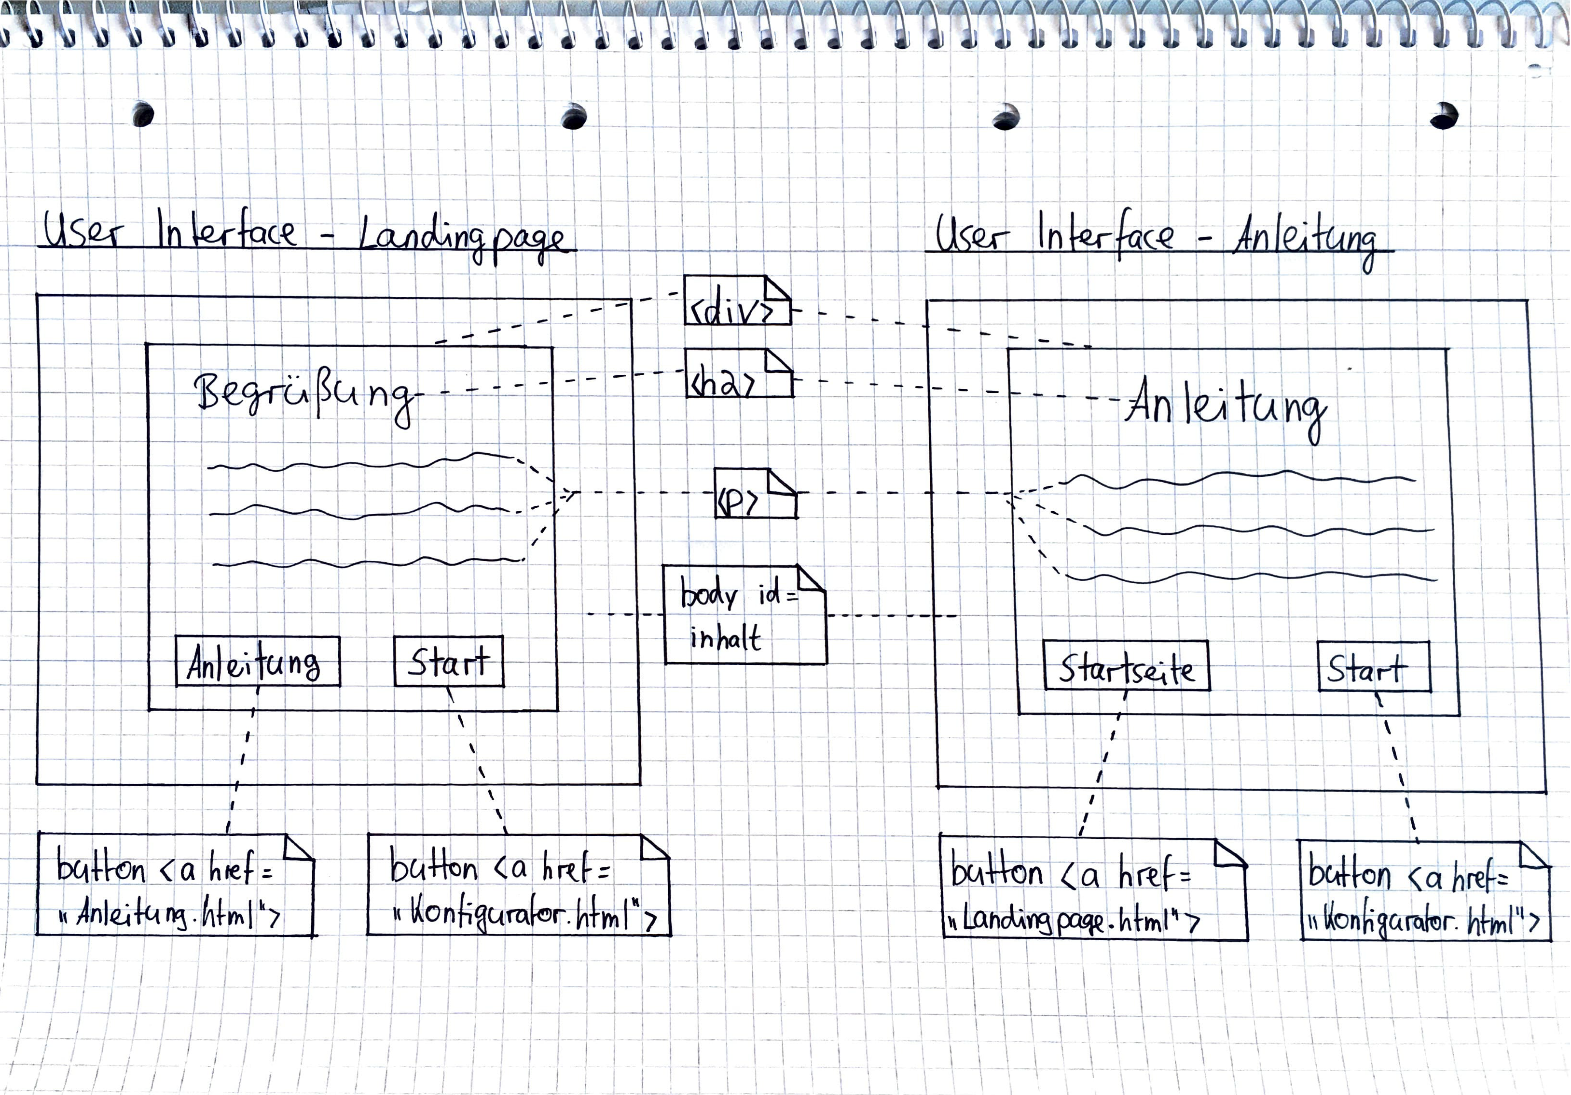 User Interface - Landingpage
User Interface - Anleitung
<div>
<h2>
Begrüßung
Anleitung
<p>
body id=
inhalt
Anleitung
Start
Startseite
Start
button <a href=
"Anleitung.html">
button <a href=
"Konfigurator.html">
button <a href=
"Landingpage.html">
button <a href=
"Konfigurator.html">